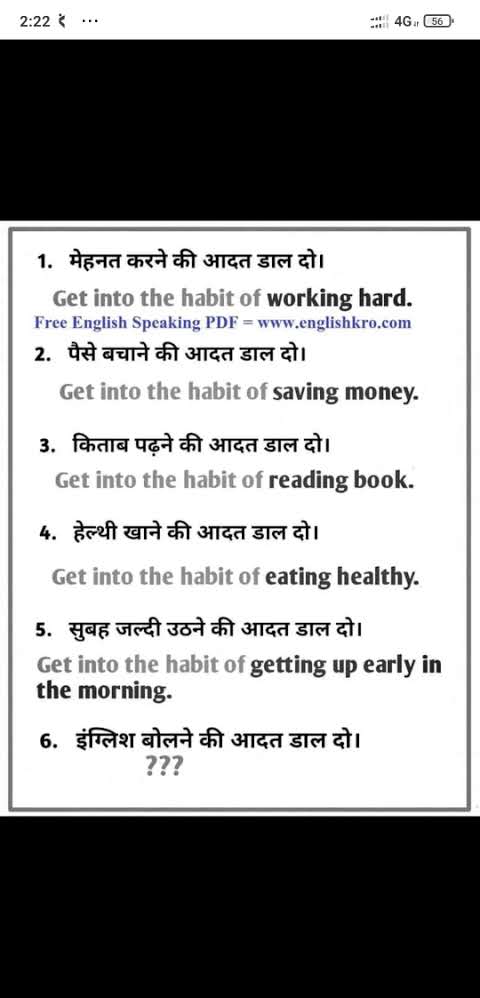 2:22 ···
4G 56
1. मेहनत करने की आदत डाल दो।
Get into the habit of working hard.
Free English Speaking PDF = www.englishkro.com
2. पैसे बचाने की आदत डाल दो।
Get into the habit of saving money.
3. किताब पढ़ने की आदत डाल दो।
Get into the habit of reading book.
4. हेल्थी खाने की आदत डाल दो।
Get into the habit of eating healthy.
5. सुबह जल्दी उठने की आदत डाल दो।
Get into the habit of getting up early in
the morning.
6. इंग्लिश बोलने की आदत डाल दो।
???